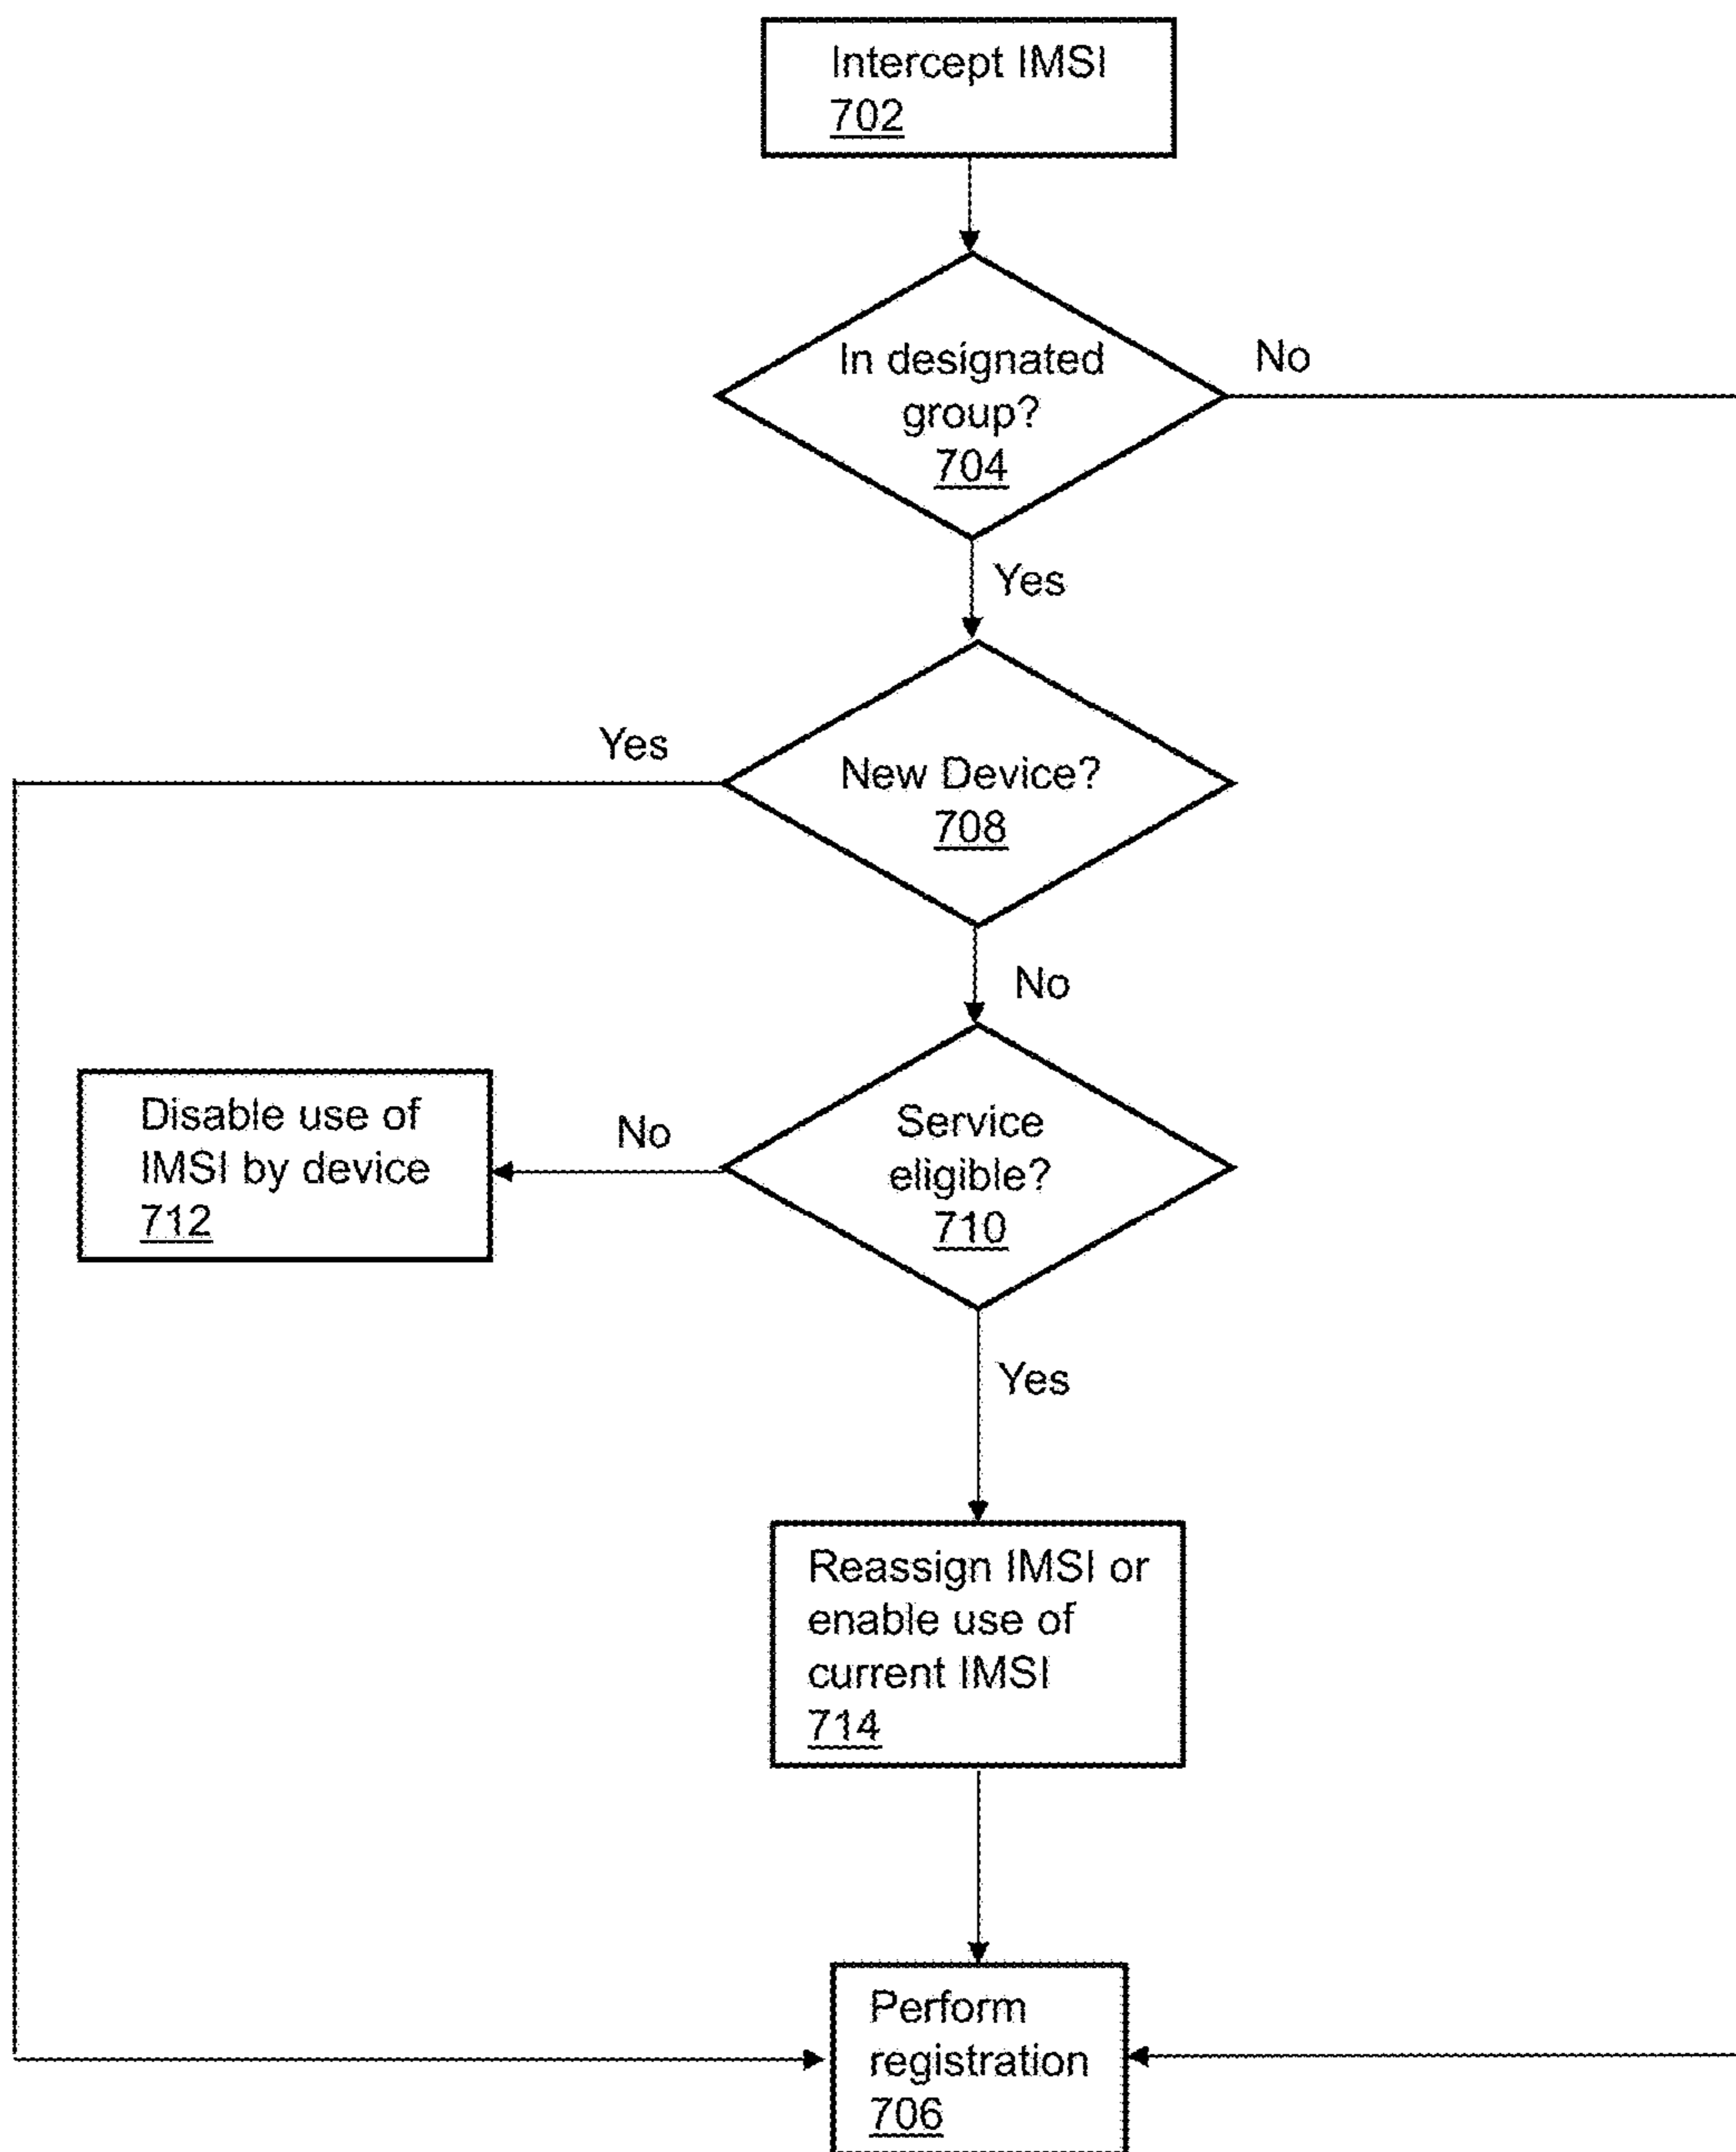 Intercept IMSI
702
In designated
group?
704
No
Yes
New Device?
708
Yes
No
Service
eligible?
710
No
Disable use of
IMSI by device
712
Yes
Reassign IMSI or
enable use of
current IMSI
714
Perform
registration
706